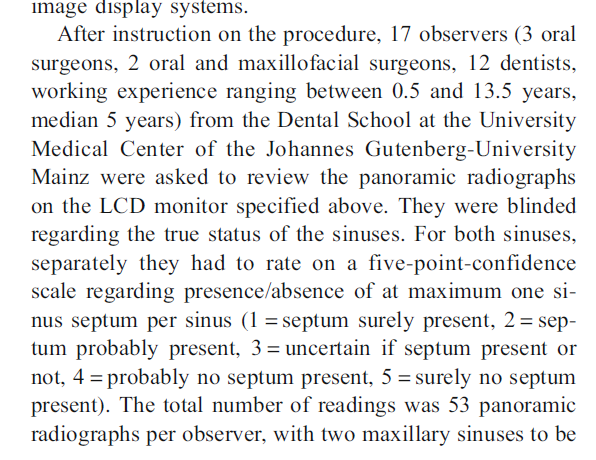 image display systems.
After instruction on the procedure, 17 observers (3 oral
surgeons, 2 oral and maxillofacial surgeons, 12 dentists,
working experience ranging between 0.5 and 13.5 years,
median 5 years) from the Dental School at the University
Medical Center of the Johannes Gutenberg-University
Mainz were asked to review the panoramic radiographs
on the LCD monitor specified above. They were blinded
regarding the true status of the sinuses. For both sinuses,
separately they had to rate on a five-point-confidence
scale regarding presence/absence of at maximum one si-
nus septum per sinus (1 = septum surely present, 2 = sep-
tum probably present, 3 = uncertain if septum present or
not, 4 = probably no septum present, 5 = surely no septum
present). The total number of readings was 53 panoramic
radiographs per observer, with two maxillary sinuses to be